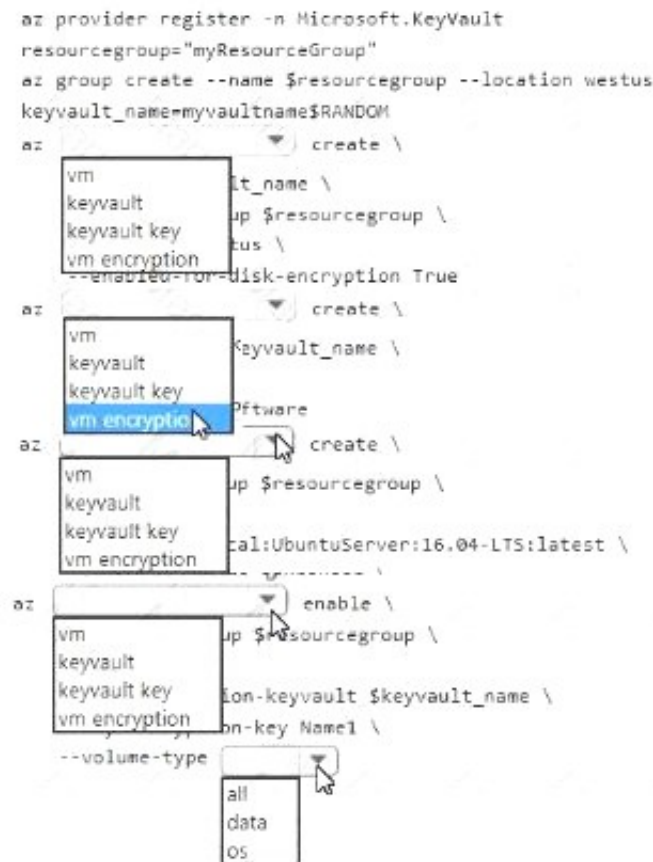 az provider register -n Microsoft.KeyVault
resourcegroup="myResourceGroup"
az group create --name $resourcegroup --location westus
keyvault_name=myvaultname$RANDOM
az create \
vm
keyvault
keyvault key
vm encryption
lt_name \
up $resourcegroup \
tus \
--enabled-for-disk-encryption True
az create \
vm
keyvault
keyvault key
vm encryptio
keyvault_name \
Pftware
az create \
vm
keyvault
keyvault key
vm encryption
up $resourcegroup \
cal:UbuntuServer:16.04-LTS:latest \
az enable \
vm
keyvault
keyvault key
vm encryption
up $resourcegroup \
ion-keyvault $keyvault_name \
on-key Name1 \
--volume-type
all
data
os